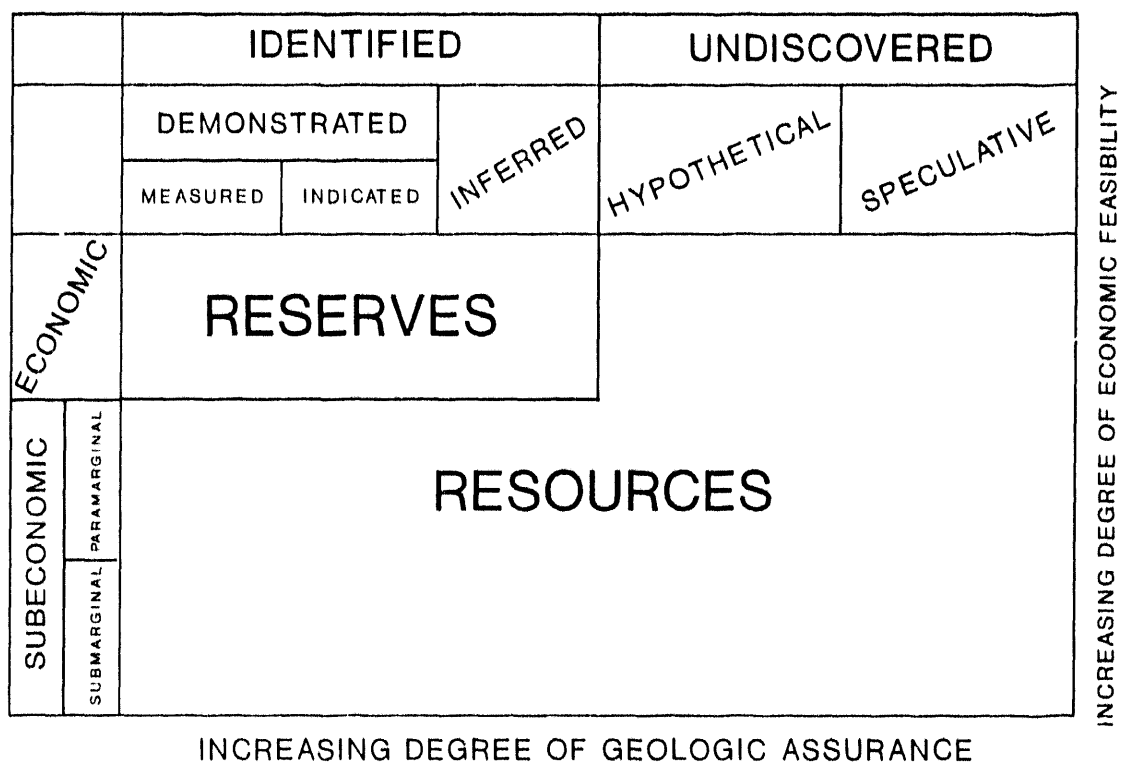 IDENTIFIED
UNDISCOVERED
DEMONSTRATED
INFERRED
HYPOTHETICAL
SPECULATIVE
MEASURED
INDICATED
ECONOMIC
RESERVES
SUBECONOMIC
PARAMARGINAL
SUBMARGINAL
RESOURCES
INCREASING DEGREE OF ECONOMIC FEASIBILITY
INCREASING DEGREE OF GEOLOGIC ASSURANCE